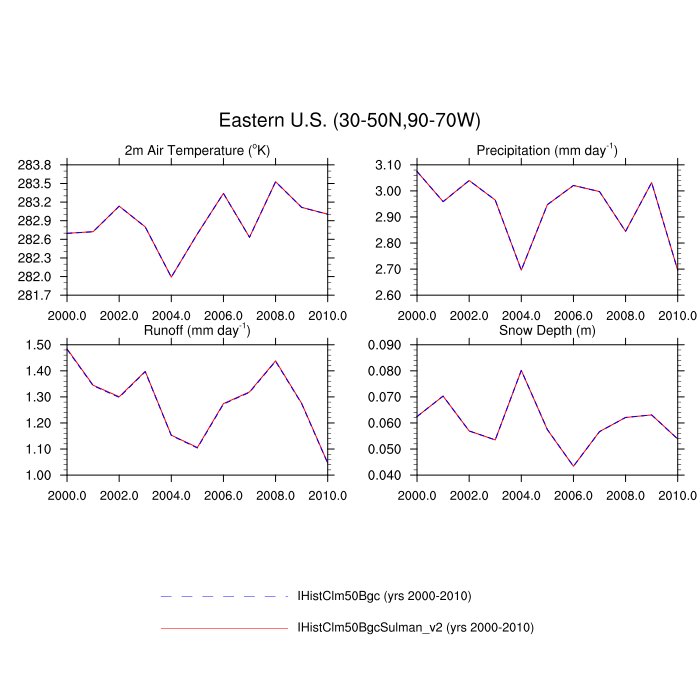 Eastern U.S. (30-50N,90-70W)
2m Air Temperature (°K)
283.8
283.5
283.2
282.9
282.6
282.3
282.0
281.7
2000.0 2002.0 2004.0 2006.0 2008.0 2010.0
Precipitation (mm day⁻¹)
3.10
3.00
2.90
2.80
2.70
2.60
2000.0 2002.0 2004.0 2006.0 2008.0 2010.0
Runoff (mm day⁻¹)
1.50
1.40
1.30
1.20
1.10
1.00
2000.0 2002.0 2004.0 2006.0 2008.0 2010.0
Snow Depth (m)
0.090
0.080
0.070
0.060
0.050
0.040
2000.0 2002.0 2004.0 2006.0 2008.0 2010.0
IHistClm50Bgc (yrs 2000-2010)
IHistClm50BgcSulman_v2 (yrs 2000-2010)